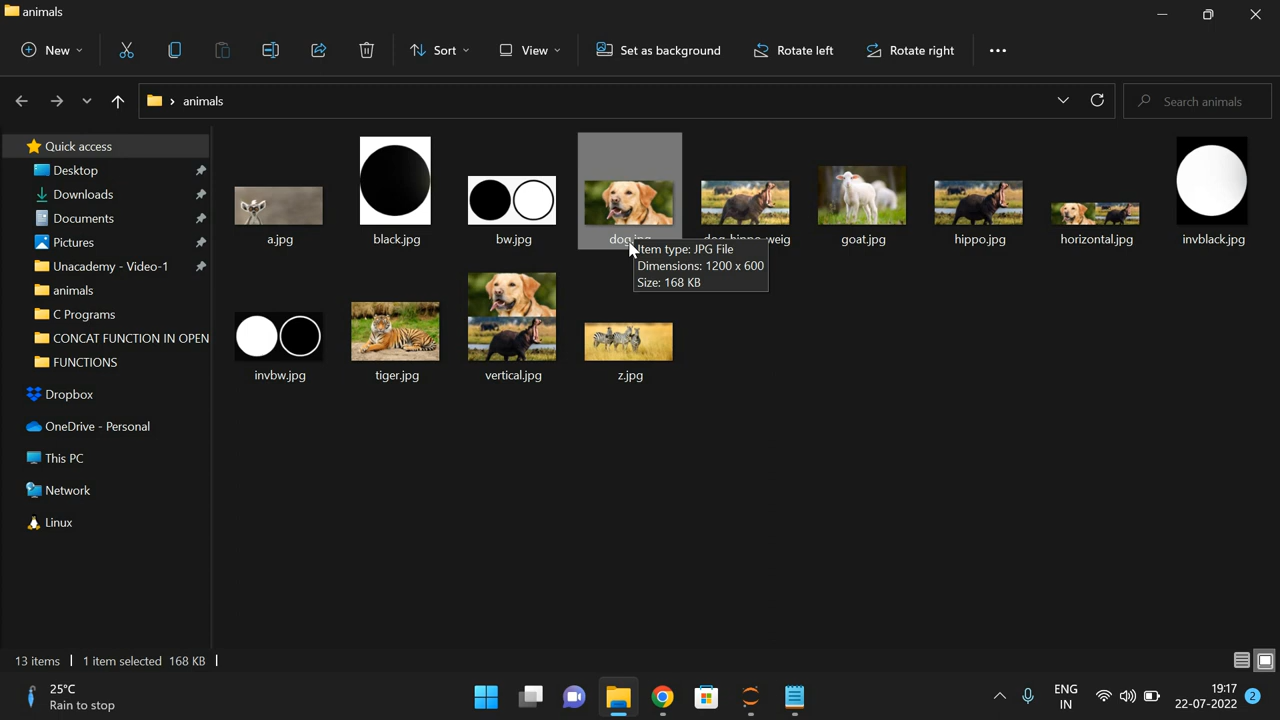 animals
New
Sort
View
Set as background
Rotate left
Rotate right
animals
Search animals
Quick access
Desktop
Downloads
Documents
Pictures
Unacademy - Video-1
animals
C Programs
CONCAT FUNCTION IN OPEN
FUNCTIONS
Dropbox
OneDrive - Personal
This PC
Network
Linux
a.jpg
black.jpg
bw.jpg
goat.jpg
hippo.jpg
horizontal.jpg
invblack.jpg
Item type: JPG File
Dimensions: 1200 x 600
Size: 168 KB
invbw.jpg
tiger.jpg
vertical.jpg
z.jpg
13 items
1 item selected 168 KB
25°C
Rain to stop
ENG
IN
19:17
22-07-2022
2